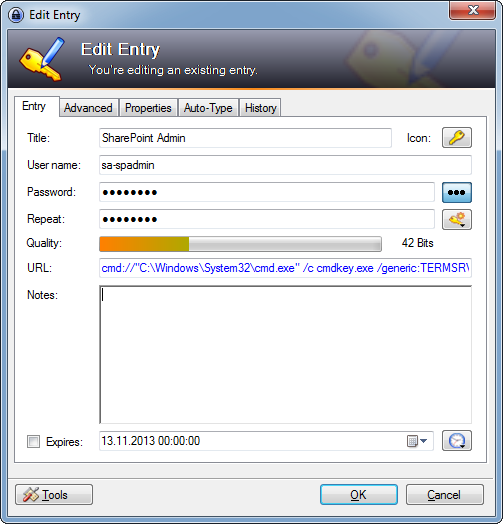 Edit Entry
Edit Entry
You're editing an existing entry.
Entry Advanced Properties Auto-Type History
Title: SharePoint Admin Icon:
User name: sa-spadmin
Password: ●●●●●●●●
Repeat: ●●●●●●●●
Quality: 42 Bits
URL: cmd://"C:\Windows\System32\cmd.exe" /c cmdkey.exe /generic:TERMSR\
Notes:
Expires: 13.11.2013 00:00:00
Tools OK Cancel